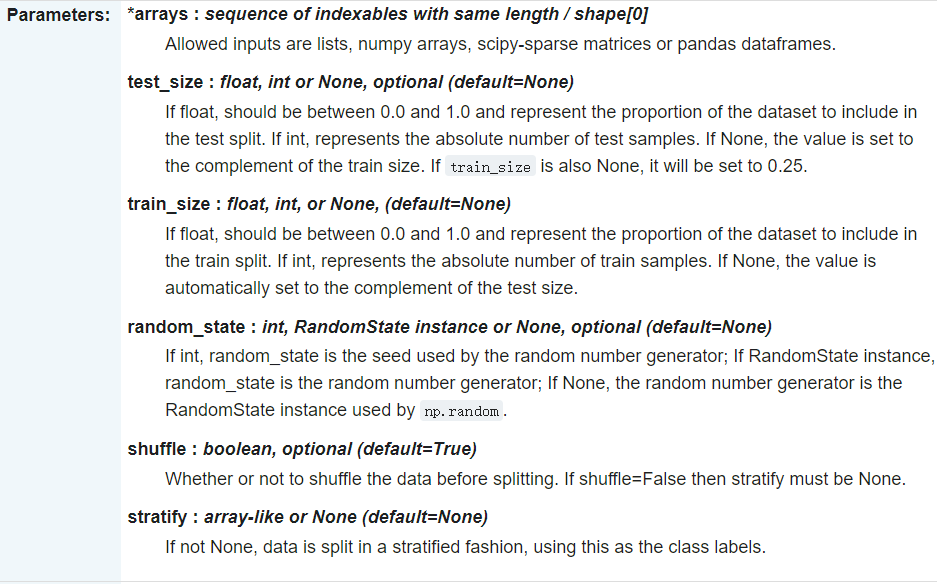 Parameters: *arrays : sequence of indexables with same length / shape[0]
Allowed inputs are lists, numpy arrays, scipy-sparse matrices or pandas dataframes.
test_size : float, int or None, optional (default=None)
If float, should be between 0.0 and 1.0 and represent the proportion of the dataset to include in
the test split. If int, represents the absolute number of test samples. If None, the value is set to
the complement of the train size. If train_size is also None, it will be set to 0.25.
train_size : float, int, or None, (default=None)
If float, should be between 0.0 and 1.0 and represent the proportion of the dataset to include in
the train split. If int, represents the absolute number of train samples. If None, the value is
automatically set to the complement of the test size.
random_state : int, RandomState instance or None, optional (default=None)
If int, random_state is the seed used by the random number generator; If RandomState instance,
random_state is the random number generator; If None, the random number generator is the
RandomState instance used by np.random.
shuffle : boolean, optional (default=True)
Whether or not to shuffle the data before splitting. If shuffle=False then stratify must be None.
stratify : array-like or None (default=None)
If not None, data is split in a stratified fashion, using this as the class labels.